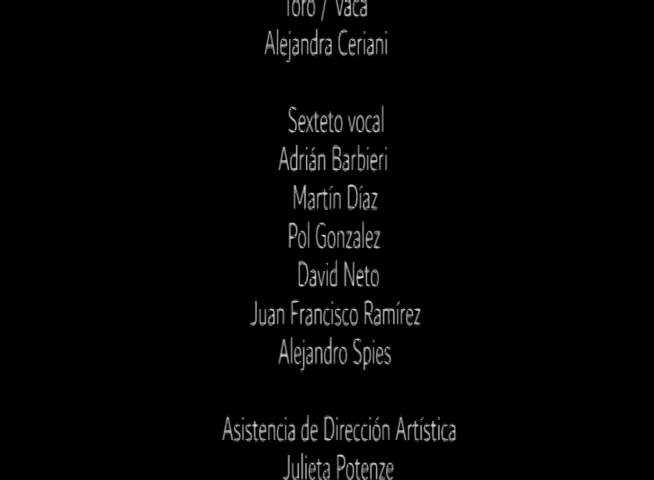 Toro / Vaca
Alejandra Ceriani
Sexteto vocal
Adrián Barbieri
Martín Díaz
Pol Gonzalez
David Neto
Juan Francisco Ramírez
Alejandro Spies
Asistencia de Dirección Artística
Julieta Potenze